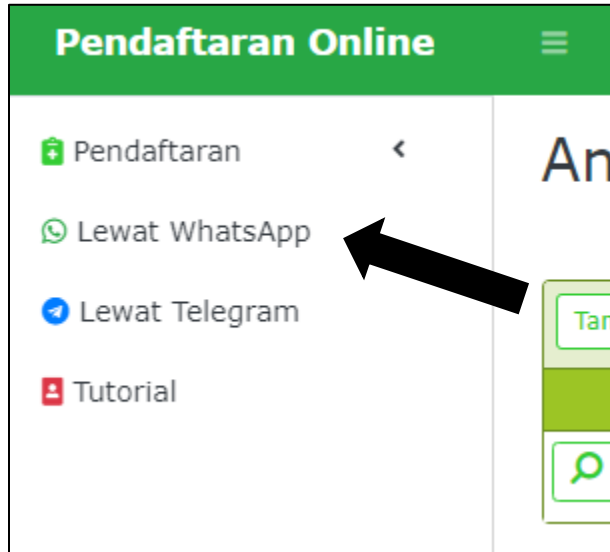 Pendaftaran Online
Pendaftaran
Lewat WhatsApp
Lewat Telegram
Tutorial